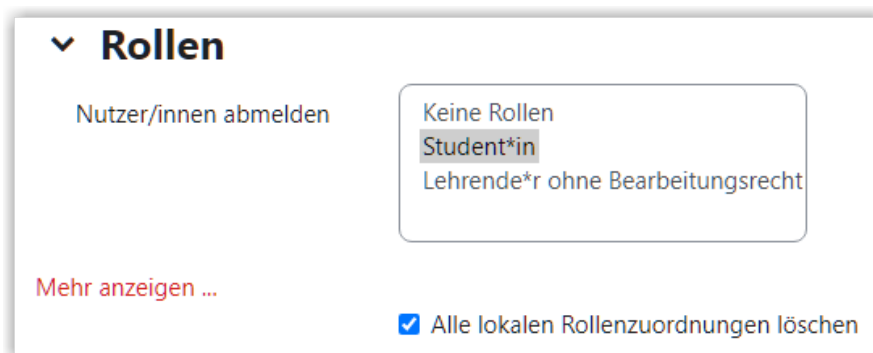 Rollen
Nutzer/innen abmelden
Keine Rollen
Student*in
Lehrende*r ohne Bearbeitungsrecht
Mehr anzeigen ...
Alle lokalen Rollenzuordnungen löschen